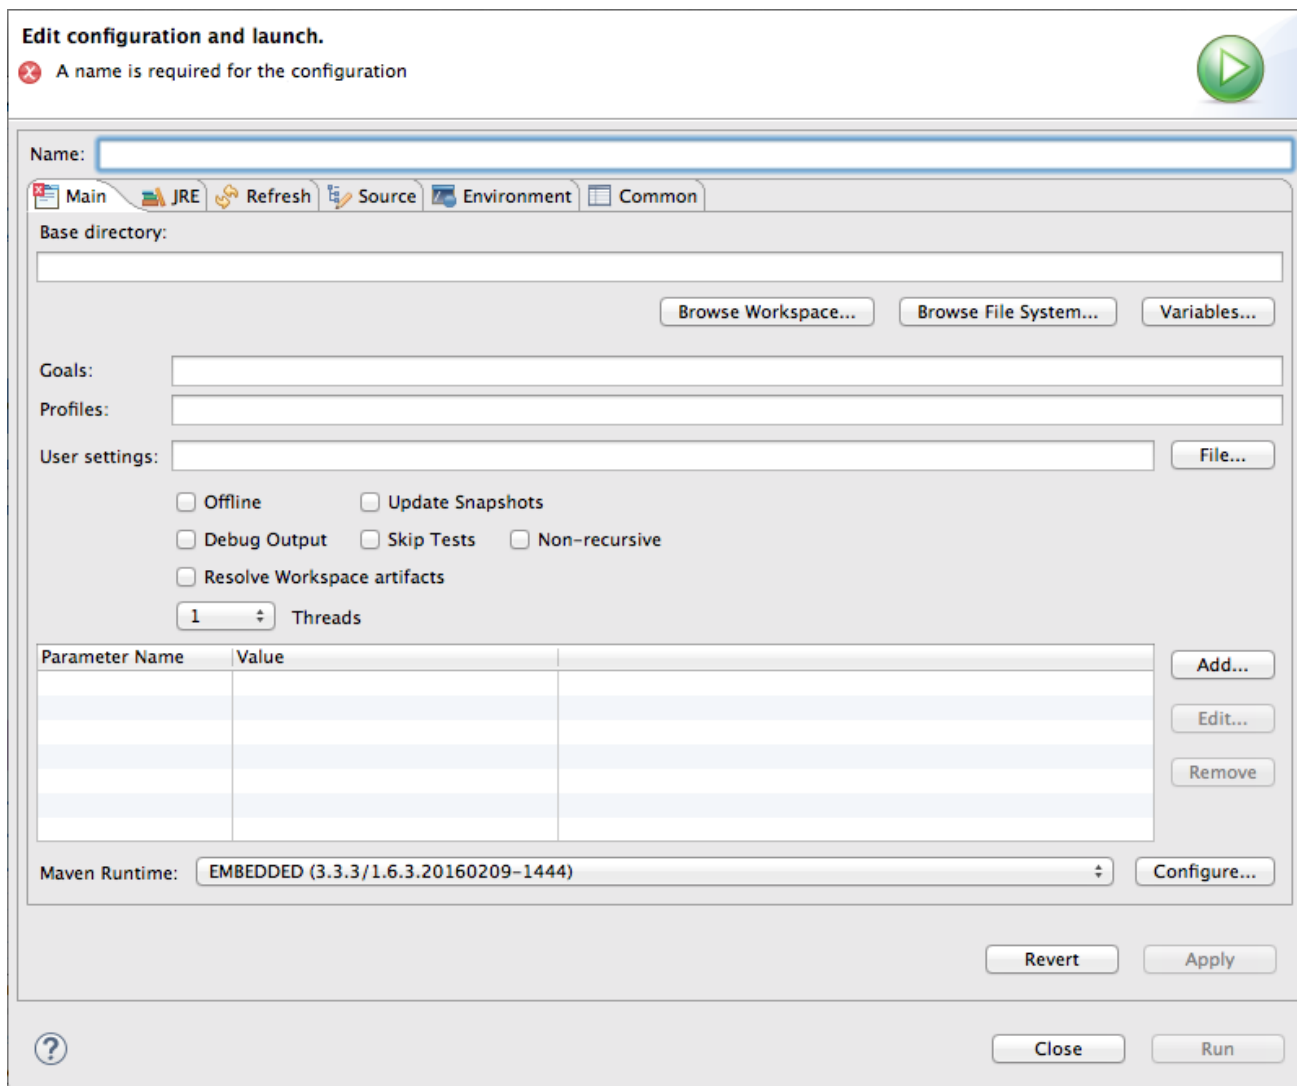 Edit configuration and launch.
A name is required for the configuration
Name:
Main JRE Refresh Source Environment Common
Base directory:
Browse Workspace... Browse File System... Variables...
Goals:
Profiles:
User settings: File...
Offline Update Snapshots
Debug Output Skip Tests Non-recursive
Resolve Workspace artifacts
1 Threads
Parameter Name Value
Add...
Edit...
Remove
Maven Runtime: EMBEDDED (3.3.3/1.6.3.20160209-1444) Configure...
Revert Apply
? Close Run